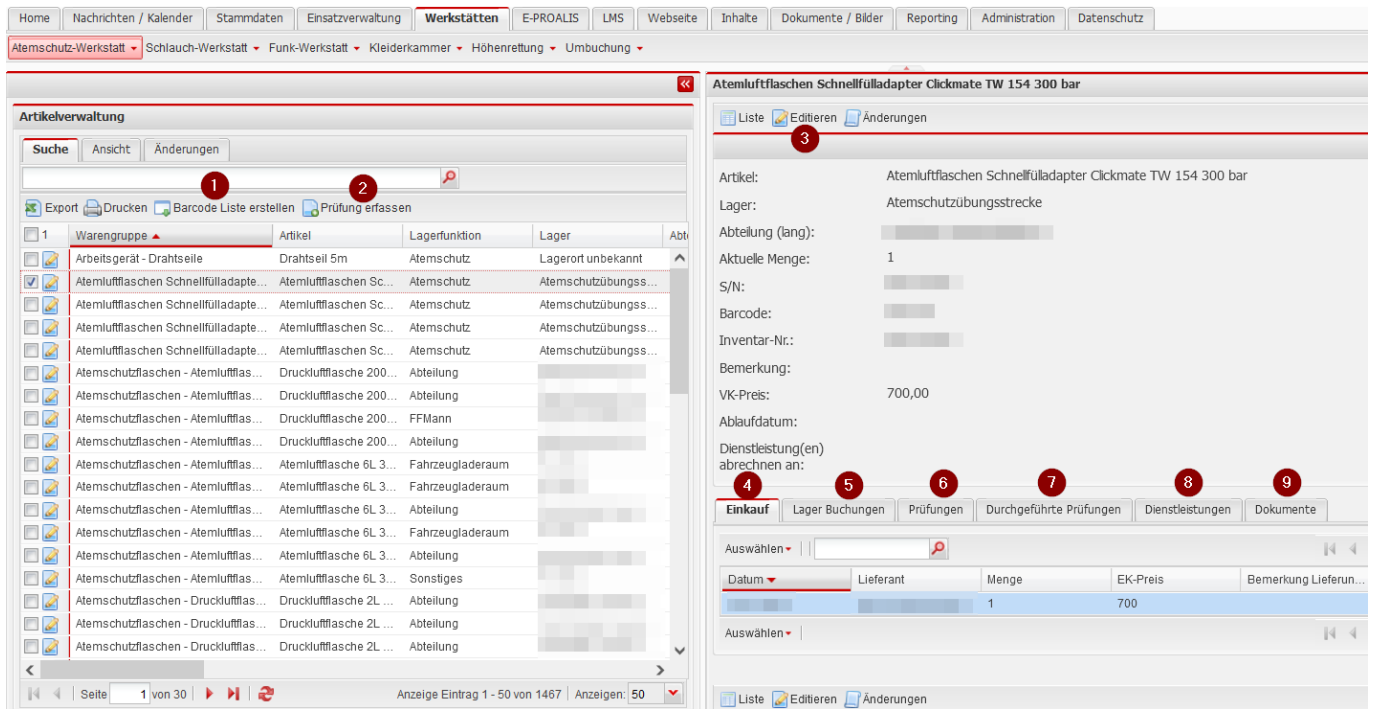 Home Nachrichten / Kalender Stammdaten Einsatzverwaltung Werkstätten E-PROALIS LMS Webseite Inhalte Dokumente / Bilder Reporting Administration Datenschutz
Atemschutz-Werkstatt Schlauch-Werkstatt Funk-Werkstatt Kleiderkammer Höhenrettung Umbuchung
Artikelverwaltung
Suche Ansicht Änderungen
1 2
Export Drucken Barcode Liste erstellen Prüfung erfassen
1 Warengruppe Artikel Lagerfunktion Lager Abt
Arbeitsgerät - Drahtseile Drahtseil 5m Atemschutz Lagerort unbekannt
Atemluftflaschen Schnellfülladapte... Atemluftflaschen Sc... Atemschutz Atemschutzübungss...
Atemluftflaschen Schnellfülladapte... Atemluftflaschen Sc... Atemschutz Atemschutzübungss...
Atemluftflaschen Schnellfülladapte... Atemluftflaschen Sc... Atemschutz Atemschutzübungss...
Atemluftflaschen Schnellfülladapte... Atemluftflaschen Sc... Atemschutz Atemschutzübungss...
Atemschutzflaschen - Atemluftflas... Druckluftflasche 200... Abteilung
Atemschutzflaschen - Atemluftflas... Druckluftflasche 200... Abteilung
Atemschutzflaschen - Atemluftflas... Druckluftflasche 200... FFMann
Atemschutzflaschen - Atemluftflas... Druckluftflasche 200... Abteilung
Atemschutzflaschen - Atemluftflas... Atemluftflasche 6L 3... Fahrzeugladeraum
Atemschutzflaschen - Atemluftflas... Atemluftflasche 6L 3... Fahrzeugladeraum
Atemschutzflaschen - Atemluftflas... Atemluftflasche 6L 3... Abteilung
Atemschutzflaschen - Atemluftflas... Atemluftflasche 6L 3... Fahrzeugladeraum
Atemschutzflaschen - Atemluftflas... Atemluftflasche 6L 3... Abteilung
Atemschutzflaschen - Atemluftflas... Atemluftflasche 6L 3... Sonstiges
Atemschutzflaschen - Druckluftflas... Druckluftflasche 2L ... Abteilung
Atemschutzflaschen - Druckluftflas... Druckluftflasche 2L ... Abteilung
Atemschutzflaschen - Druckluftflas... Druckluftflasche 2L ... Abteilung
Seite 1 von 30 Anzeige Eintrag 1 - 50 von 1467 Anzeigen: 50
Atemluftflaschen Schnellfülladapter Clickmate TW 154 300 bar
Liste Editieren Änderungen
3
Artikel: Atemluftflaschen Schnellfülladapter Clickmate TW 154 300 bar
Lager: Atemschutzübungsstrecke
Abteilung (lang):
Aktuelle Menge: 1
S/N:
Barcode:
Inventar-Nr.:
Bemerkung:
VK-Preis: 700,00
Ablaufdatum:
Dienstleistung(en)
abrechnen an:
4 5 6 7 8 9
Einkauf Lager Buchungen Prüfungen Durchgeführte Prüfungen Dienstleistungen Dokumente
Auswählen
Datum Lieferant Menge EK-Preis Bemerkung Lieferun...
1 700
Auswählen
Liste Editieren Änderungen